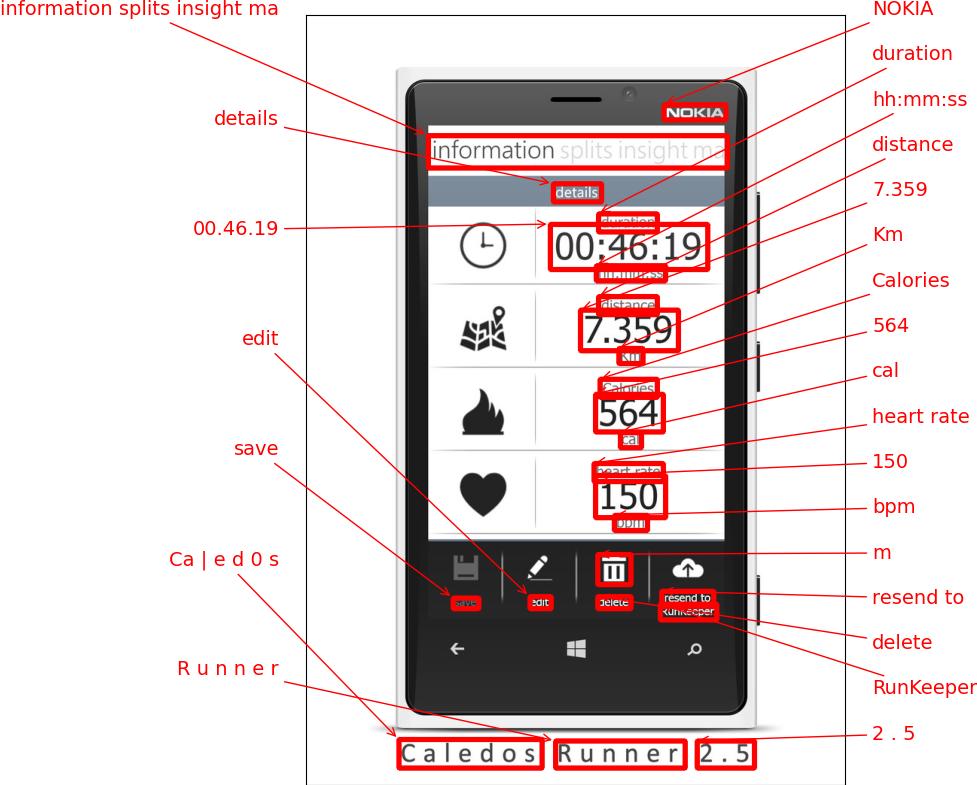 information splits insight ma
details
00.46.19
edit
save
Ca | e d 0 s
R u n n e r
NOKIA
information splits insight ma
details
duration
00:46:19
hh:mm:ss
distance
7.359
Km
Calories
564
cal
heart rate
150
bpm
save edit delete resend to
RunKeeper
Caledos Runner 2.5
NOKIA
duration
hh:mm:ss
distance
7.359
Km
Calories
564
cal
heart rate
150
bpm
m
resend to
delete
RunKeeper
2 . 5